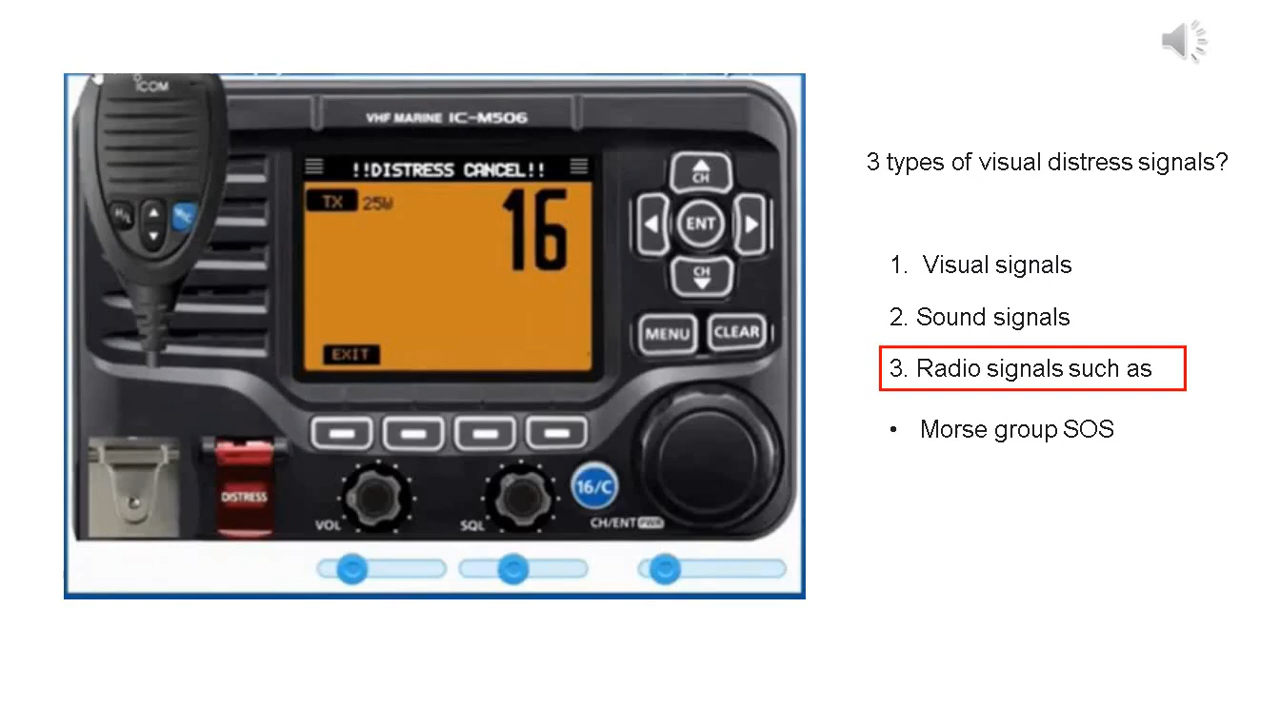 ICOM
VHF MARINE IC-M506
!!DISTRESS CANCEL!!
TX 25W
16
EXIT
H/L
16/C
CH
ENT
CH
MENU CLEAR
DISTRESS
VOL
SQL
16/C
CH/ENT PWR
3 types of visual distress signals?
1. Visual signals
2. Sound signals
3. Radio signals such as
• Morse group SOS